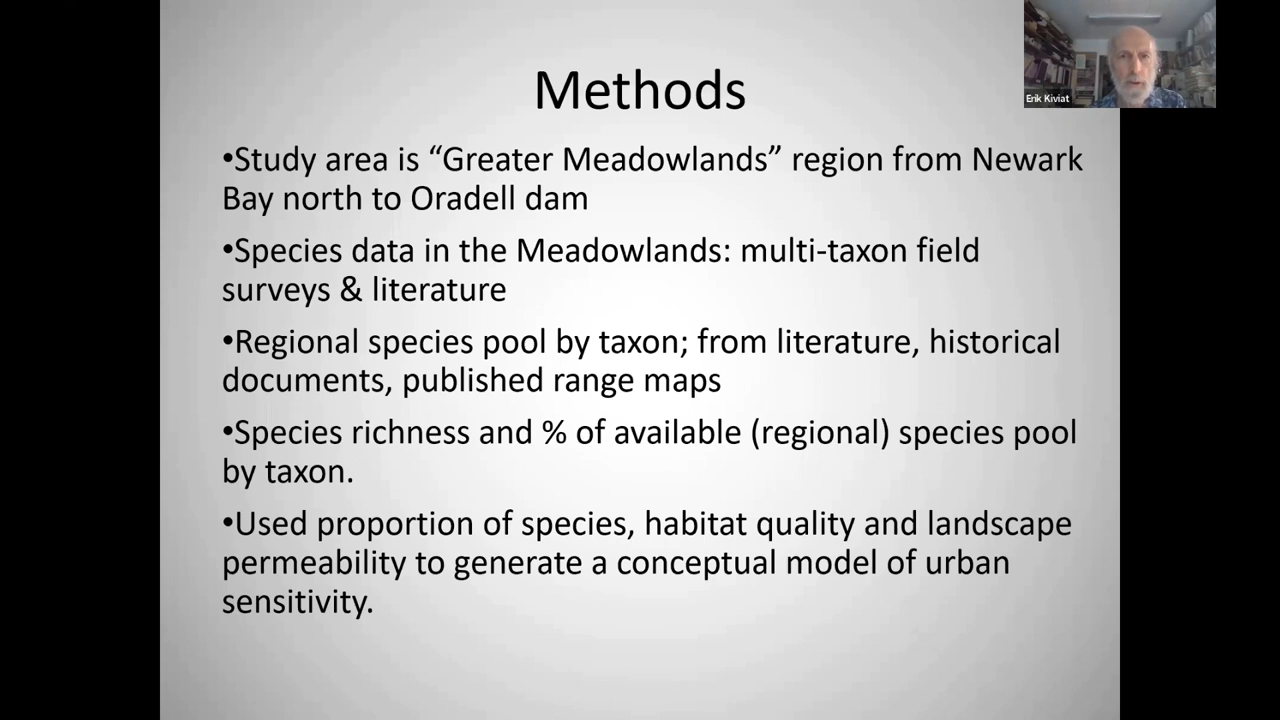 Methods
Erik Kiviat
•Study area is “Greater Meadowlands” region from Newark
Bay north to Oradell dam
•Species data in the Meadowlands: multi-taxon field
surveys & literature
•Regional species pool by taxon; from literature, historical
documents, published range maps
•Species richness and % of available (regional) species pool
by taxon.
•Used proportion of species, habitat quality and landscape
permeability to generate a conceptual model of urban
sensitivity.